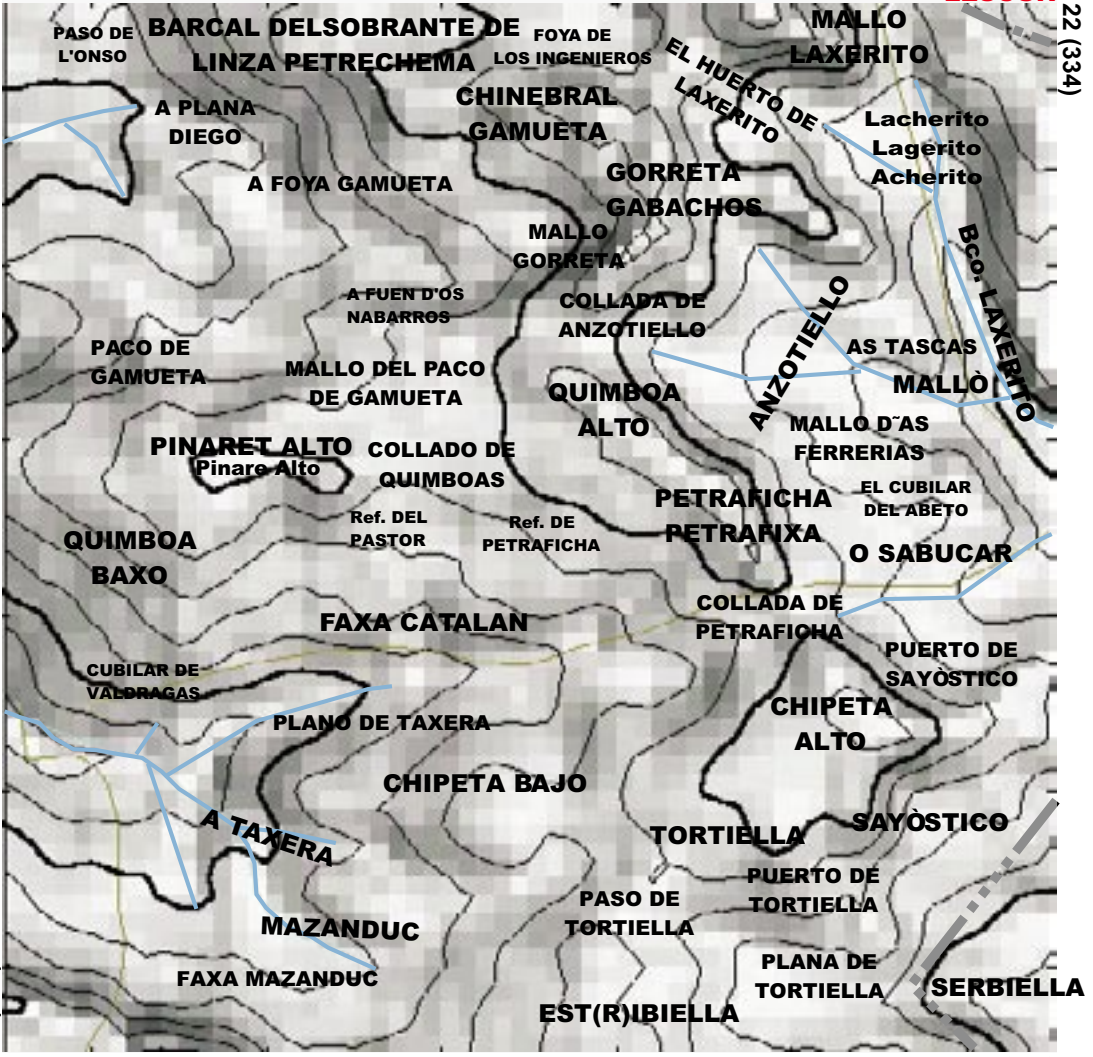 PASO DE
L'ONSO
BARCAL DELSOBRANTE DE
LINZA PETRECHEMA
FOYA DE
LOS INGENIEROS
MALLO
LAXERITO
22 (334)
EL HUERTO DE
LAXERITO
A PLANA
DIEGO
CHINEBRAL
GAMUETA
Lacherito
Lagerito
Acherito
A FOYA GAMUETA
GORRETA
GABACHOS
MALLO
GORRETA
Bco. LAXERITO
A FUEN D'OS
NABARROS
COLLADA DE
ANZOTIELLO
ANZOTIELLO
PACO DE
GAMUETA
MALLO DEL PACO
DE GAMUETA
AS TASCAS
MALLÒ
QUIMBOA
ALTO
MALLO D˜AS
FERRERIAS
PINARET ALTO
Pinare Alto
COLLADO DE
QUIMBOAS
EL CUBILAR
DEL ABETO
PETRAFICHA
PETRAFIXA
Ref. DEL
PASTOR
Ref. DE
PETRAFICHA
QUIMBOA
BAXO
O SABUCAR
FAXA CATALAN
COLLADA DE
PETRAFICHA
PUERTO DE
SAYÒSTICO
CUBILAR DE
VALDRAGAS
PLANO DE TAXERA
CHIPETA
ALTO
CHIPETA BAJO
A TAXERA
TORTIELLA
SAYÒSTICO
PUERTO DE
TORTIELLA
PASO DE
TORTIELLA
MAZANDUC
FAXA MAZANDUC
PLANA DE
TORTIELLA
SERBIELLA
EST(R)IBIELLA